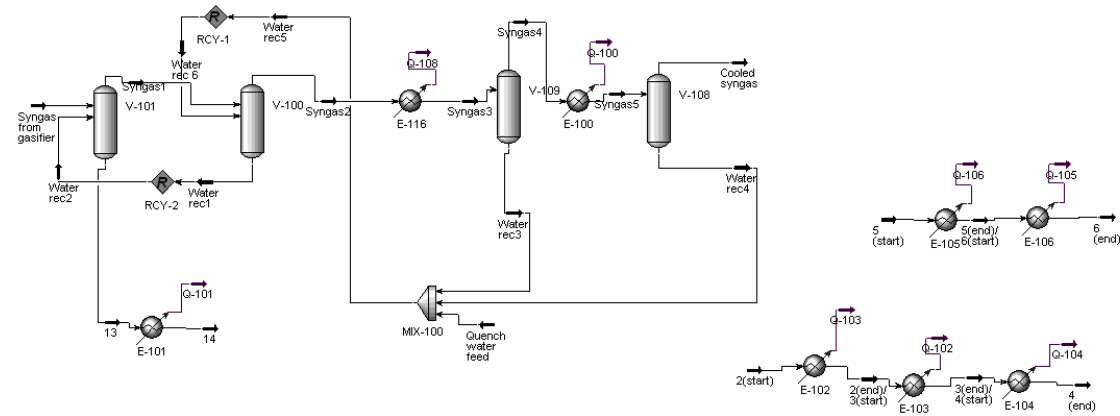 R
RCY-1
Water
rec5
Water
rec 6
Syngas1
V-101
Syngas
from
gasifier
V-100
Syngas2
Q-108
E-116
Syngas3
Syngas4
V-109
Q-100
E-100
Syngas5
V-108
Cooled
syngas
Water
rec2
R
RCY-2
Water
rec1
Water
rec3
Water
rec4
13
E-101
Q-101
14
MIX-100
Quench
water
feed
5
(start)
Q-106
E-105
5(end)/
6(start)
Q-105
E-106
6
(end)
2(start)
Q-103
E-102
2(end)/
3(start)
Q-102
E-103
3(end)/
4(start)
Q-104
E-104
4
(end)